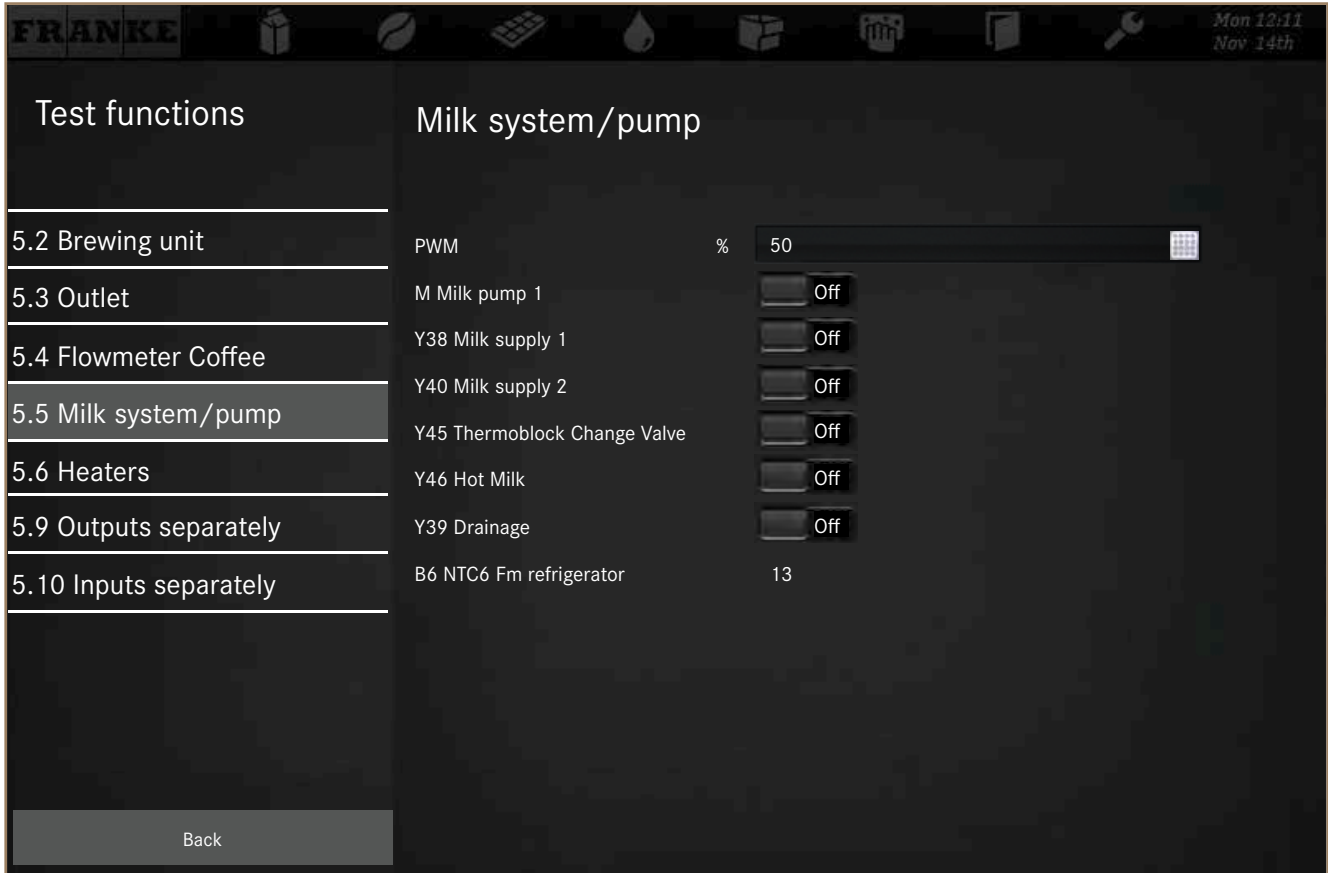 FRANKE
Mon 12:11
Nov 14th
Test functions
5.2 Brewing unit
5.3 Outlet
5.4 Flowmeter Coffee
5.5 Milk system/pump
5.6 Heaters
5.9 Outputs separately
5.10 Inputs separately
Back
Milk system/pump
PWM % 50
M Milk pump 1 Off
Y38 Milk supply 1 Off
Y40 Milk supply 2 Off
Y45 Thermoblock Change Valve Off
Y46 Hot Milk Off
Y39 Drainage Off
B6 NTC6 Fm refrigerator 13